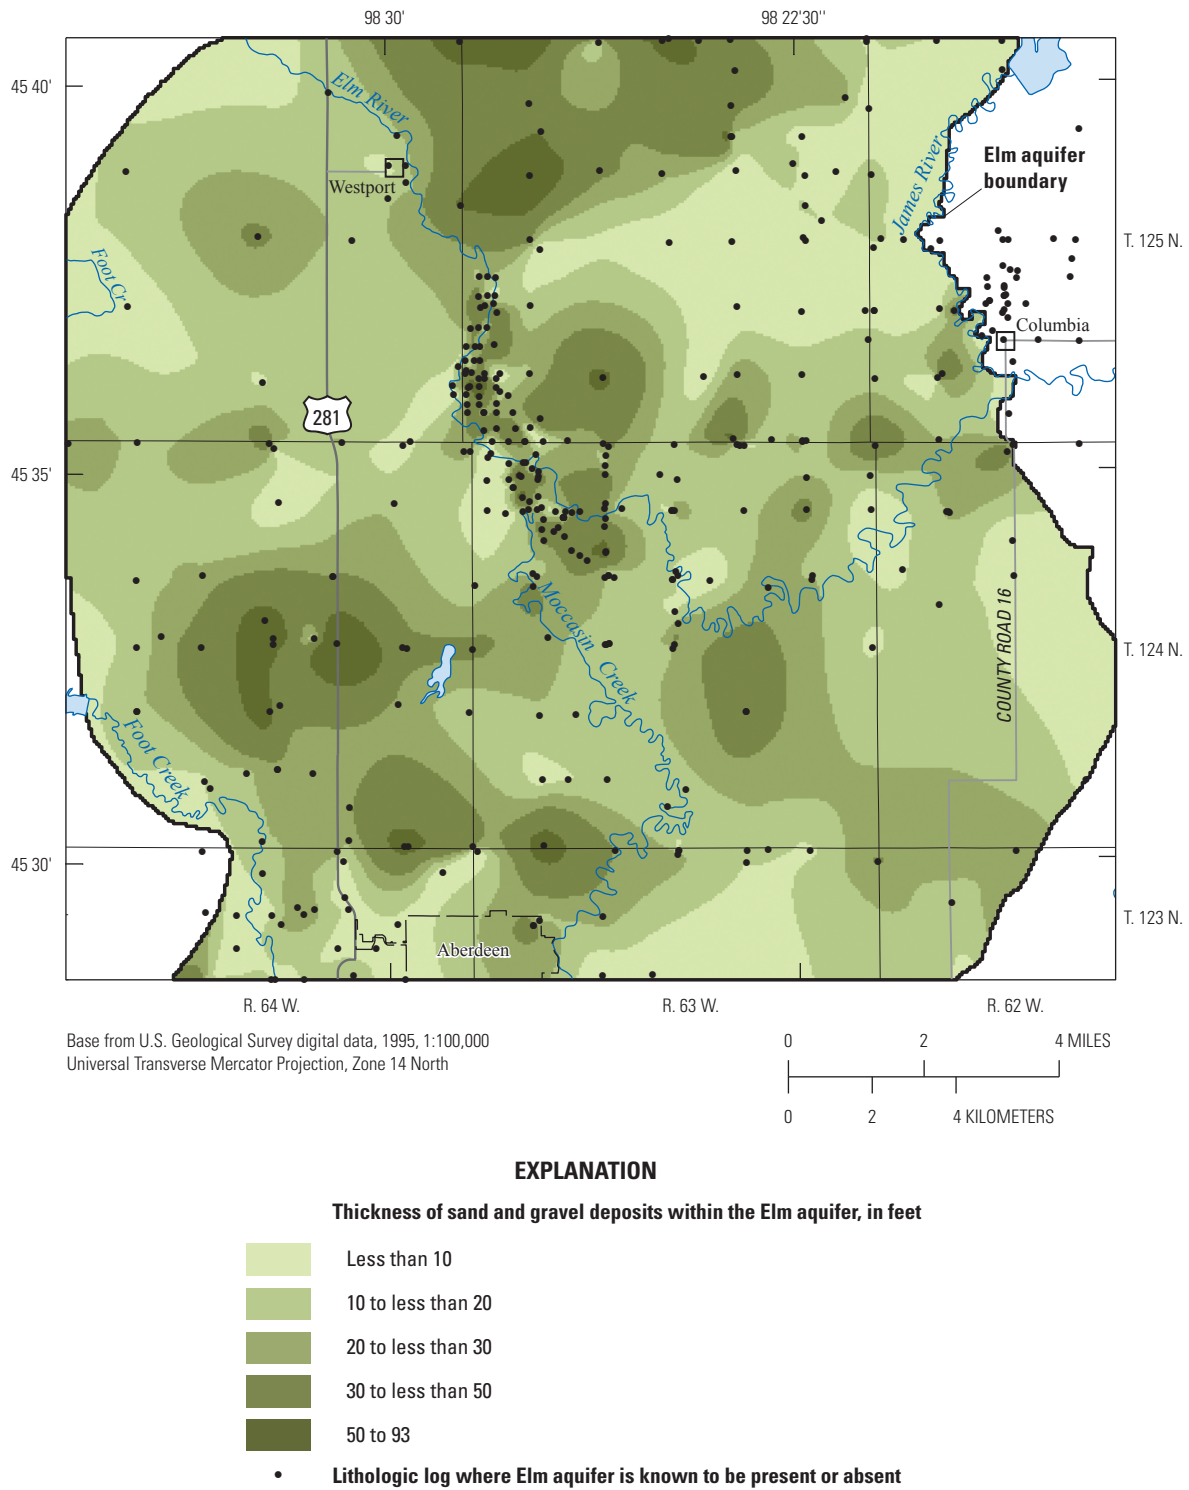 98 30'
98 22'30''
45 40'
Elm River
James River
Elm aquifer
boundary
Westport
T. 125 N.
Foot Cr
Columbia
281
45 35'
Moccasin Creek
COUNTY ROAD 16
T. 124 N.
Foot Creek
45 30'
T. 123 N.
Aberdeen
R. 64 W.
R. 63 W.
R. 62 W.
Base from U.S. Geological Survey digital data, 1995, 1:100,000
Universal Transverse Mercator Projection, Zone 14 North
0 2 4 MILES
0 2 4 KILOMETERS
EXPLANATION
Thickness of sand and gravel deposits within the Elm aquifer, in feet
Less than 10
10 to less than 20
20 to less than 30
30 to less than 50
50 to 93
Lithologic log where Elm aquifer is known to be present or absent